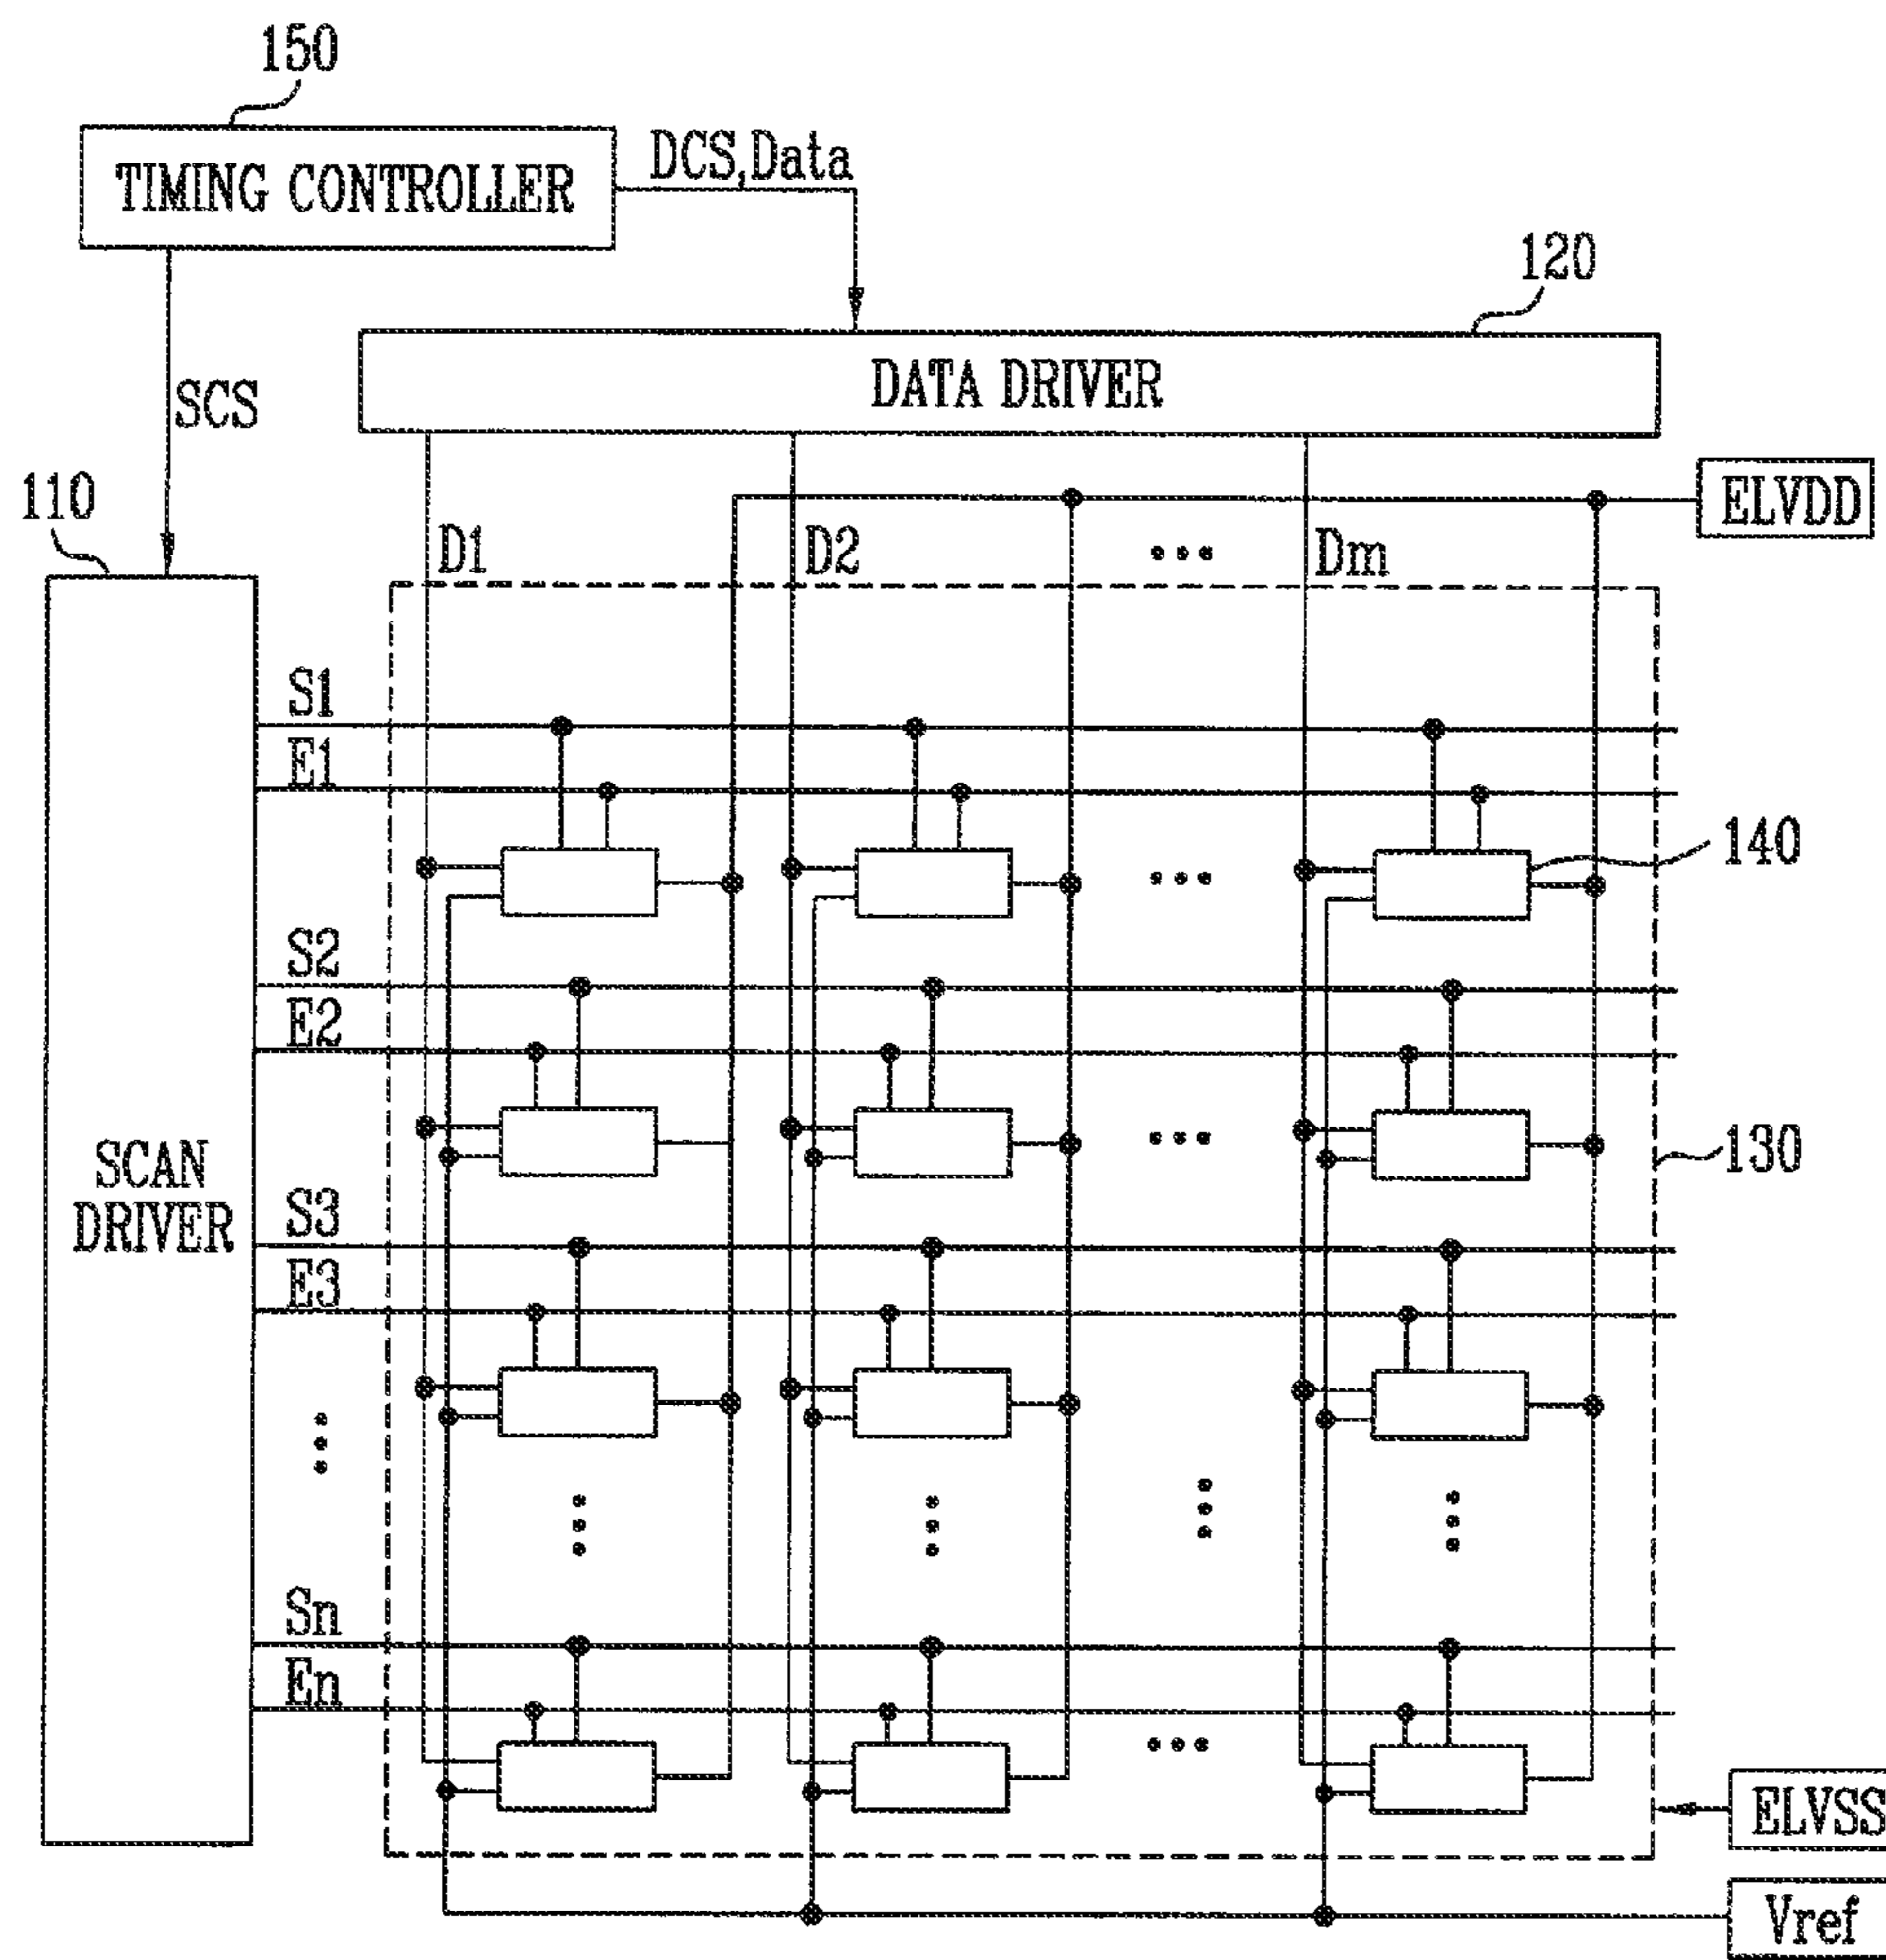 150
TIMING CONTROLLER
DCS,Data
120
DATA DRIVER
SCS
110
ELVDD
D1
D2
Dm
S1
E1
140
S2
E2
130
SCAN
DRIVER
S3
E3
Sn
En
ELVSS
Vref